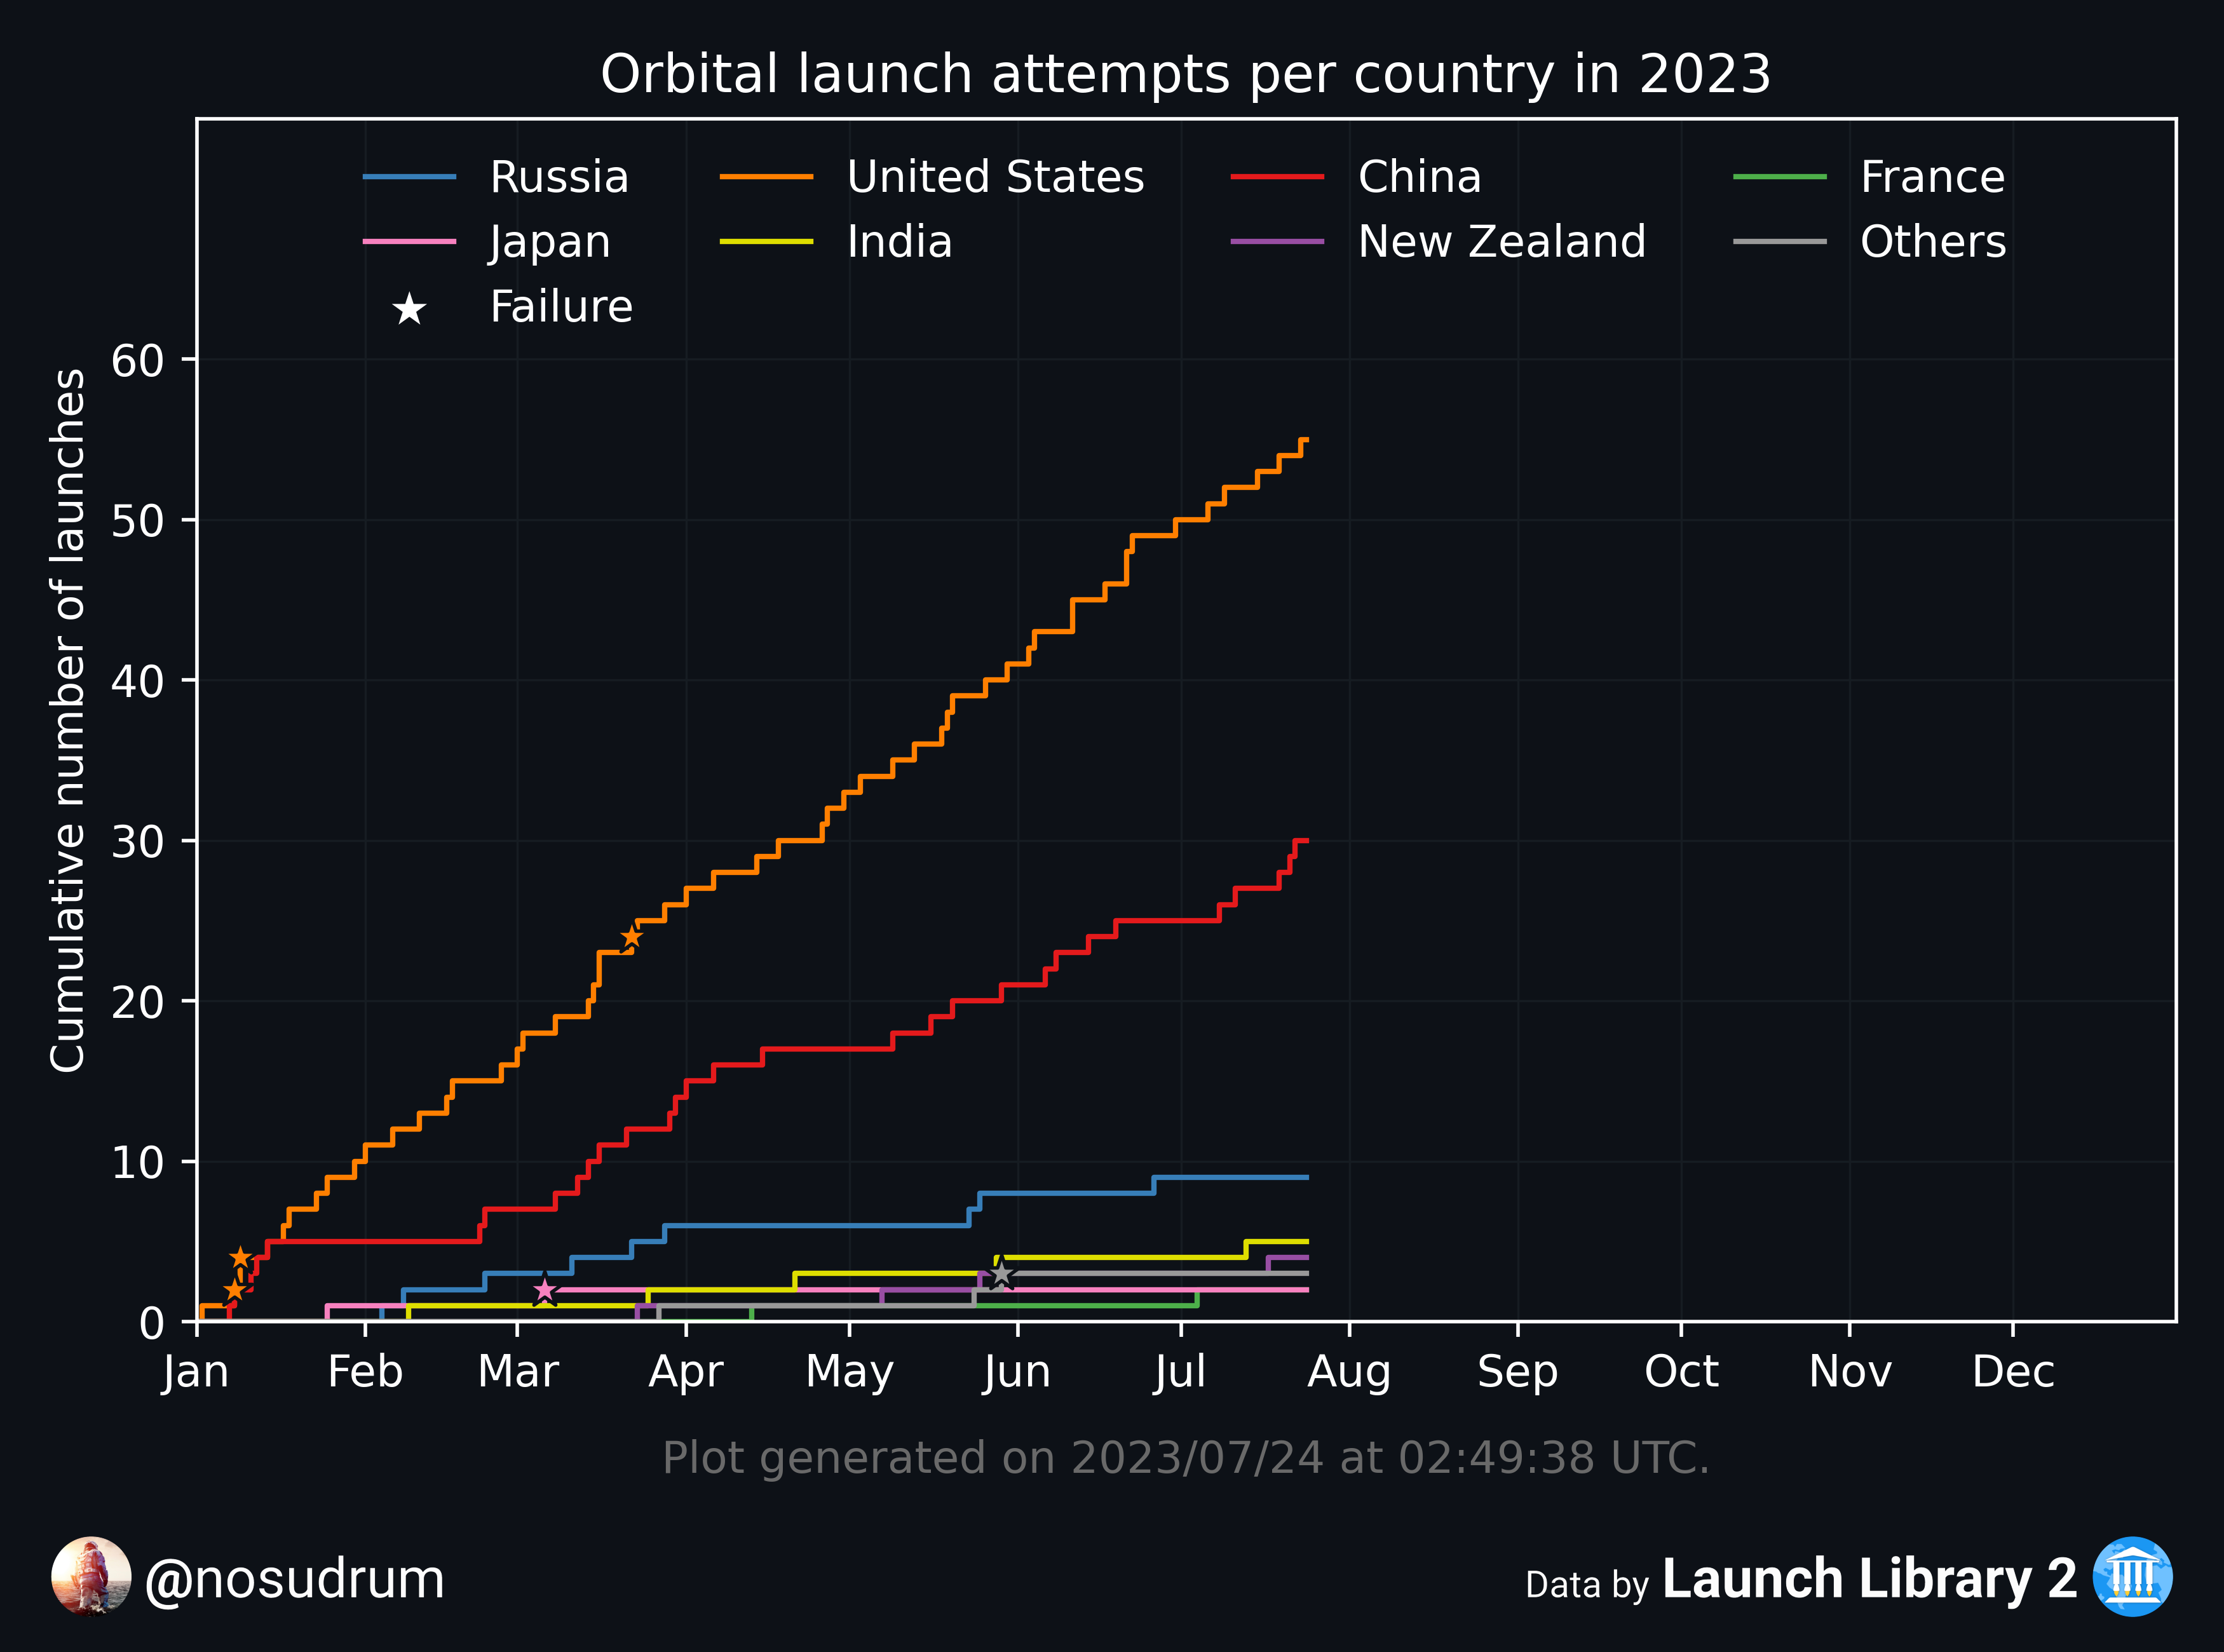 Orbital launch attempts per country in 2023
Russia United States China France
Japan India New Zealand Others
Failure
Cumulative number of launches
60
50
40
30
20
10
0
Jan Feb Mar Apr May Jun Jul Aug Sep Oct Nov Dec
Plot generated on 2023/07/24 at 02:49:38 UTC.
@nosudrum
Data by Launch Library 2